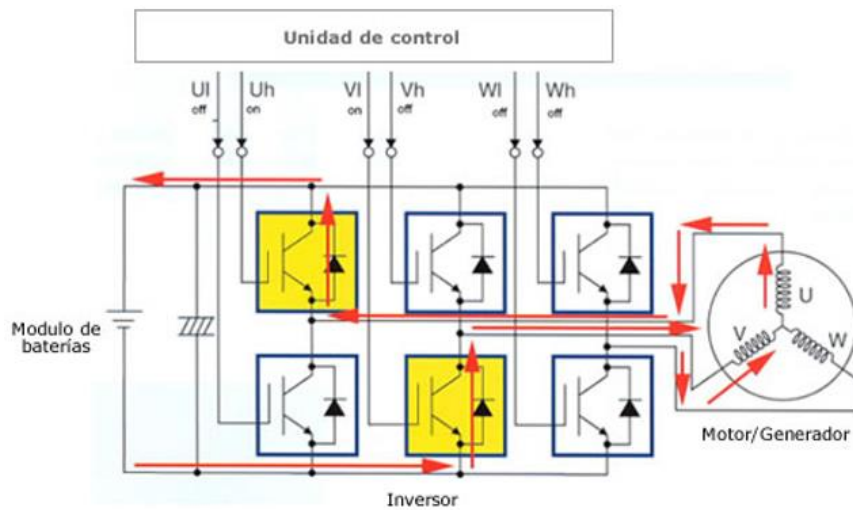 Unidad de control
Ul Uh Vl Vh Wl Wh
off on on off off off
Modulo de
baterías
U
V W
Motor/Generador
Inversor